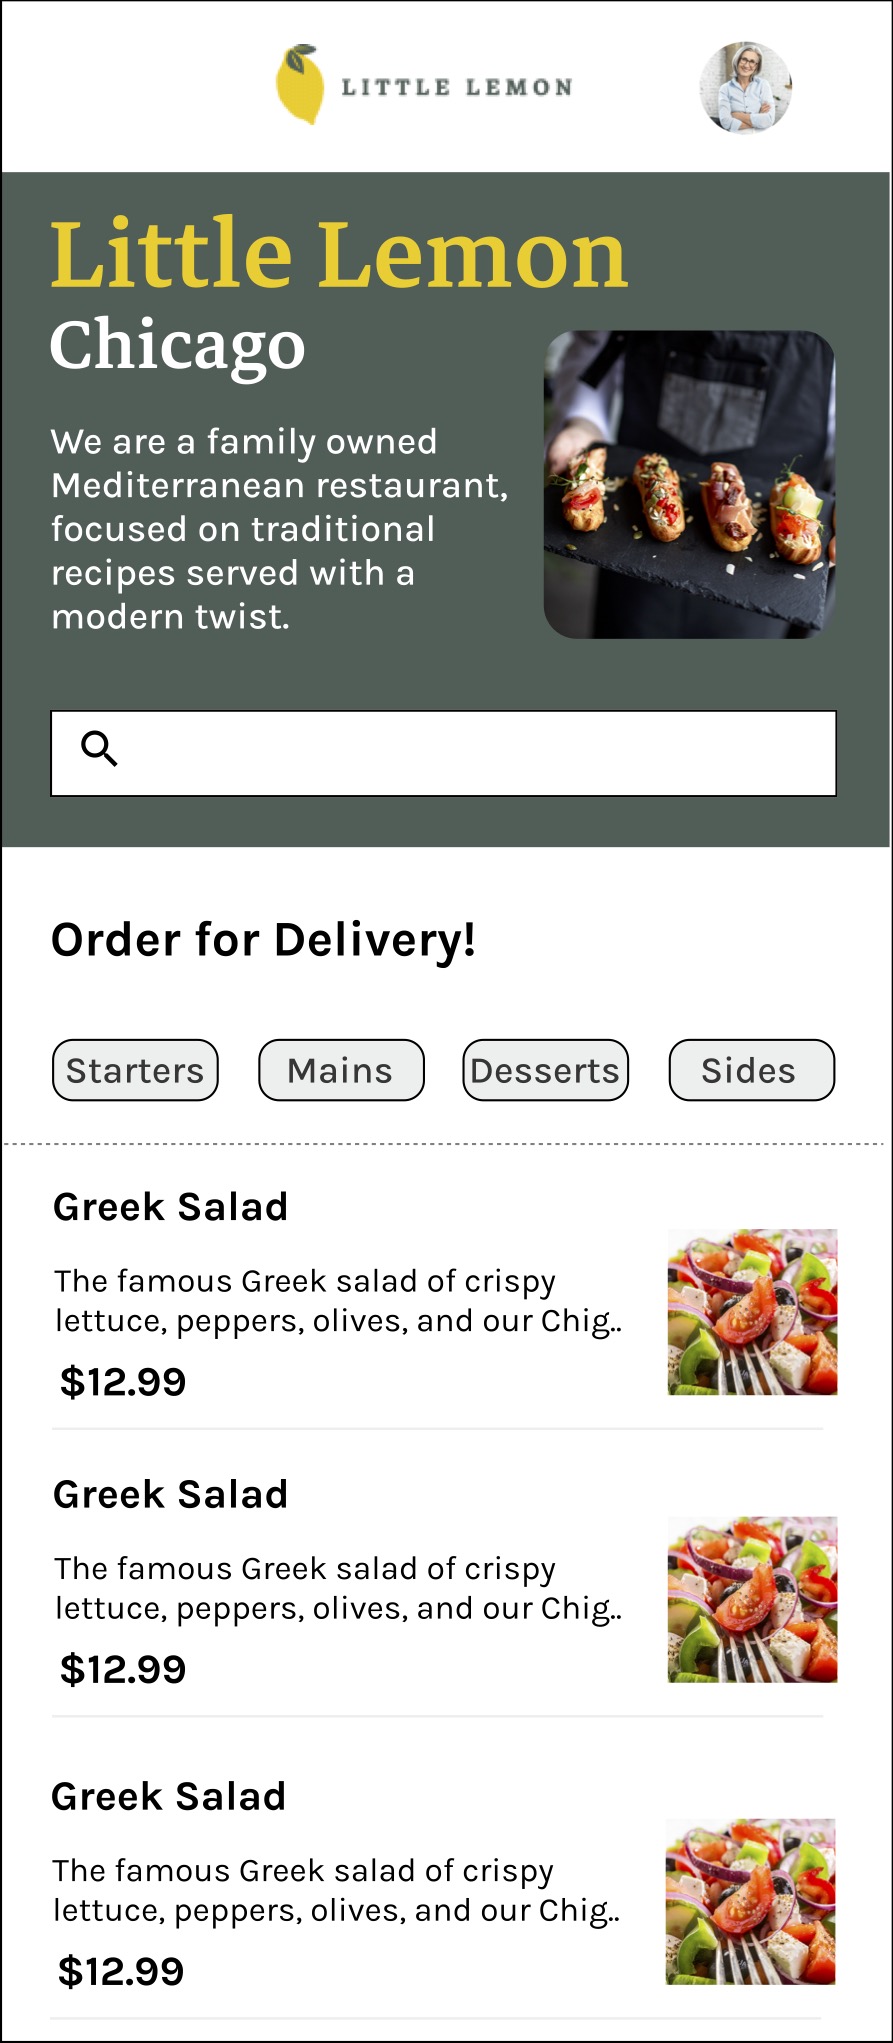 LITTLE LEMON
Little Lemon
Chicago
We are a family owned
Mediterranean restaurant,
focused on traditional
recipes served with a
modern twist.
Order for Delivery!
Starters Mains Desserts Sides
Greek Salad
The famous Greek salad of crispy
lettuce, peppers, olives, and our Chig..
$12.99
Greek Salad
The famous Greek salad of crispy
lettuce, peppers, olives, and our Chig..
$12.99
Greek Salad
The famous Greek salad of crispy
lettuce, peppers, olives, and our Chig..
$12.99